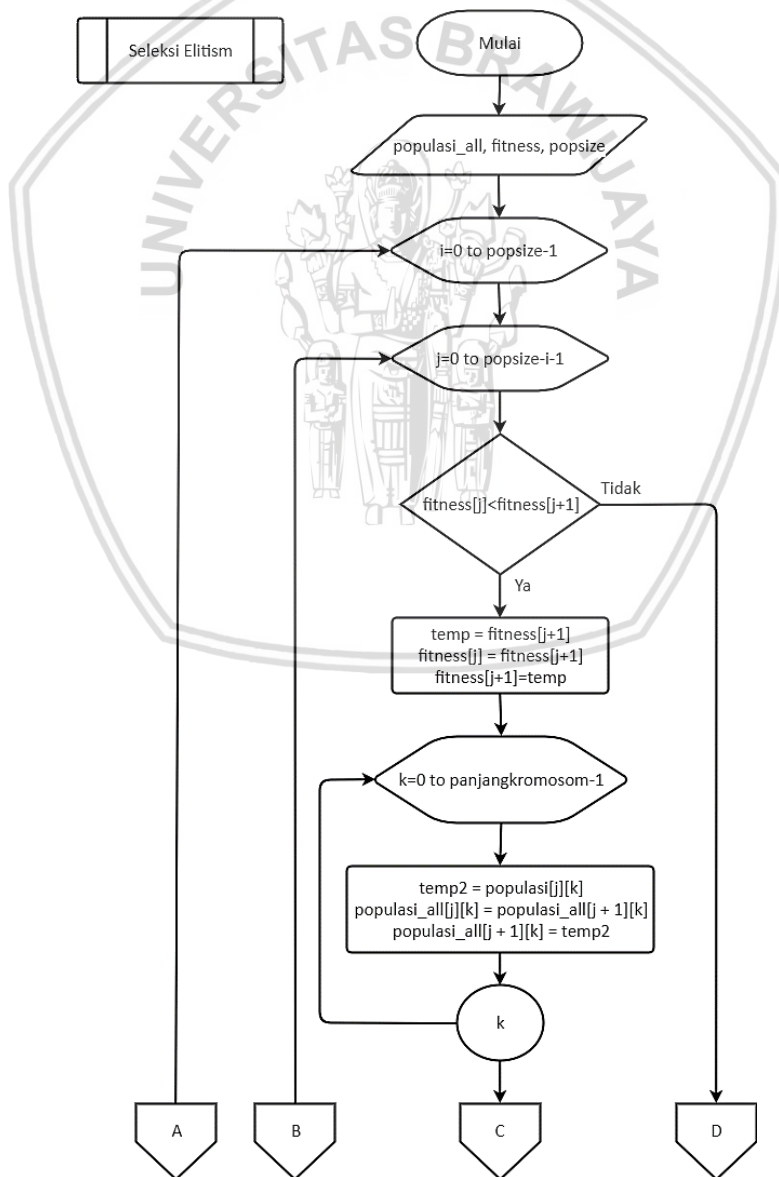 Seleksi Elitism
Mulai
UNIVERSITAS BRAWIJAYA
populasi_all, fitness, popsize
i=0 to popsize-1
j=0 to popsize-i-1
fitness[j]<fitness[j+1]
Tidak
Ya
temp = fitness[j+1]
fitness[j] = fitness[j+1]
fitness[j+1]=temp
k=0 to panjangkromosom-1
temp2 = populasi[j][k]
populasi_all[j][k] = populasi_all[j + 1][k]
populasi_all[j + 1][k] = temp2
k
A
B
C
D